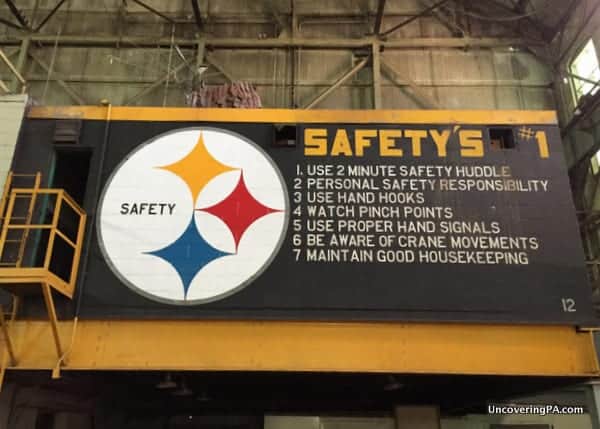 SAFETY'S #1
SAFETY
1. USE 2 MINUTE SAFETY HUDDLE
2 PERSONAL SAFETY RESPONSIBILITY
3 USE HAND HOOKS
4 WATCH PINCH POINTS
5 USE PROPER HAND SIGNALS
6 BE AWARE OF CRANE MOVEMENTS
7 MAINTAIN GOOD HOUSEKEEPING
12
UncoveringPA.com